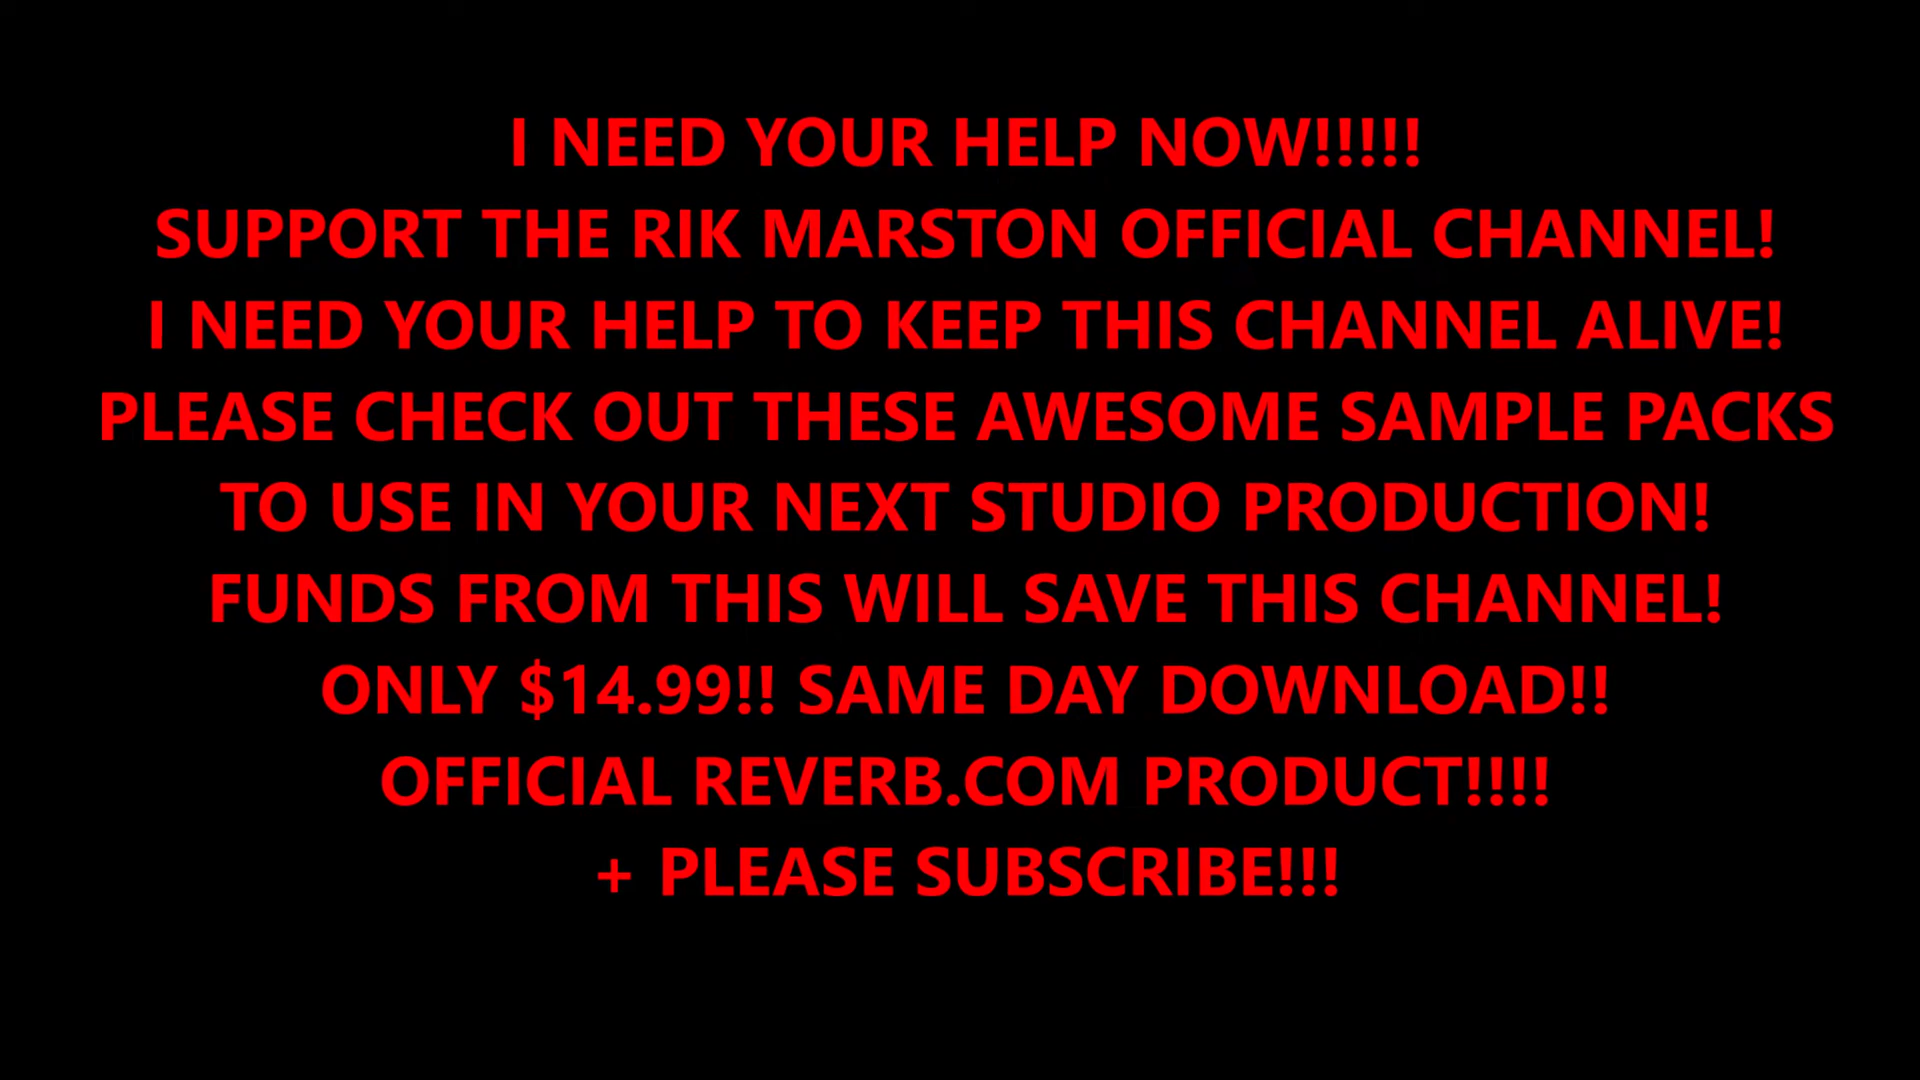 I NEED YOUR HELP NOW!!!!!
SUPPORT THE RIK MARSTON OFFICIAL CHANNEL!
I NEED YOUR HELP TO KEEP THIS CHANNEL ALIVE!
PLEASE CHECK OUT THESE AWESOME SAMPLE PACKS
TO USE IN YOUR NEXT STUDIO PRODUCTION!
FUNDS FROM THIS WILL SAVE THIS CHANNEL!
ONLY $14.99!! SAME DAY DOWNLOAD!!
OFFICIAL REVERB.COM PRODUCT!!!!
+ PLEASE SUBSCRIBE!!!